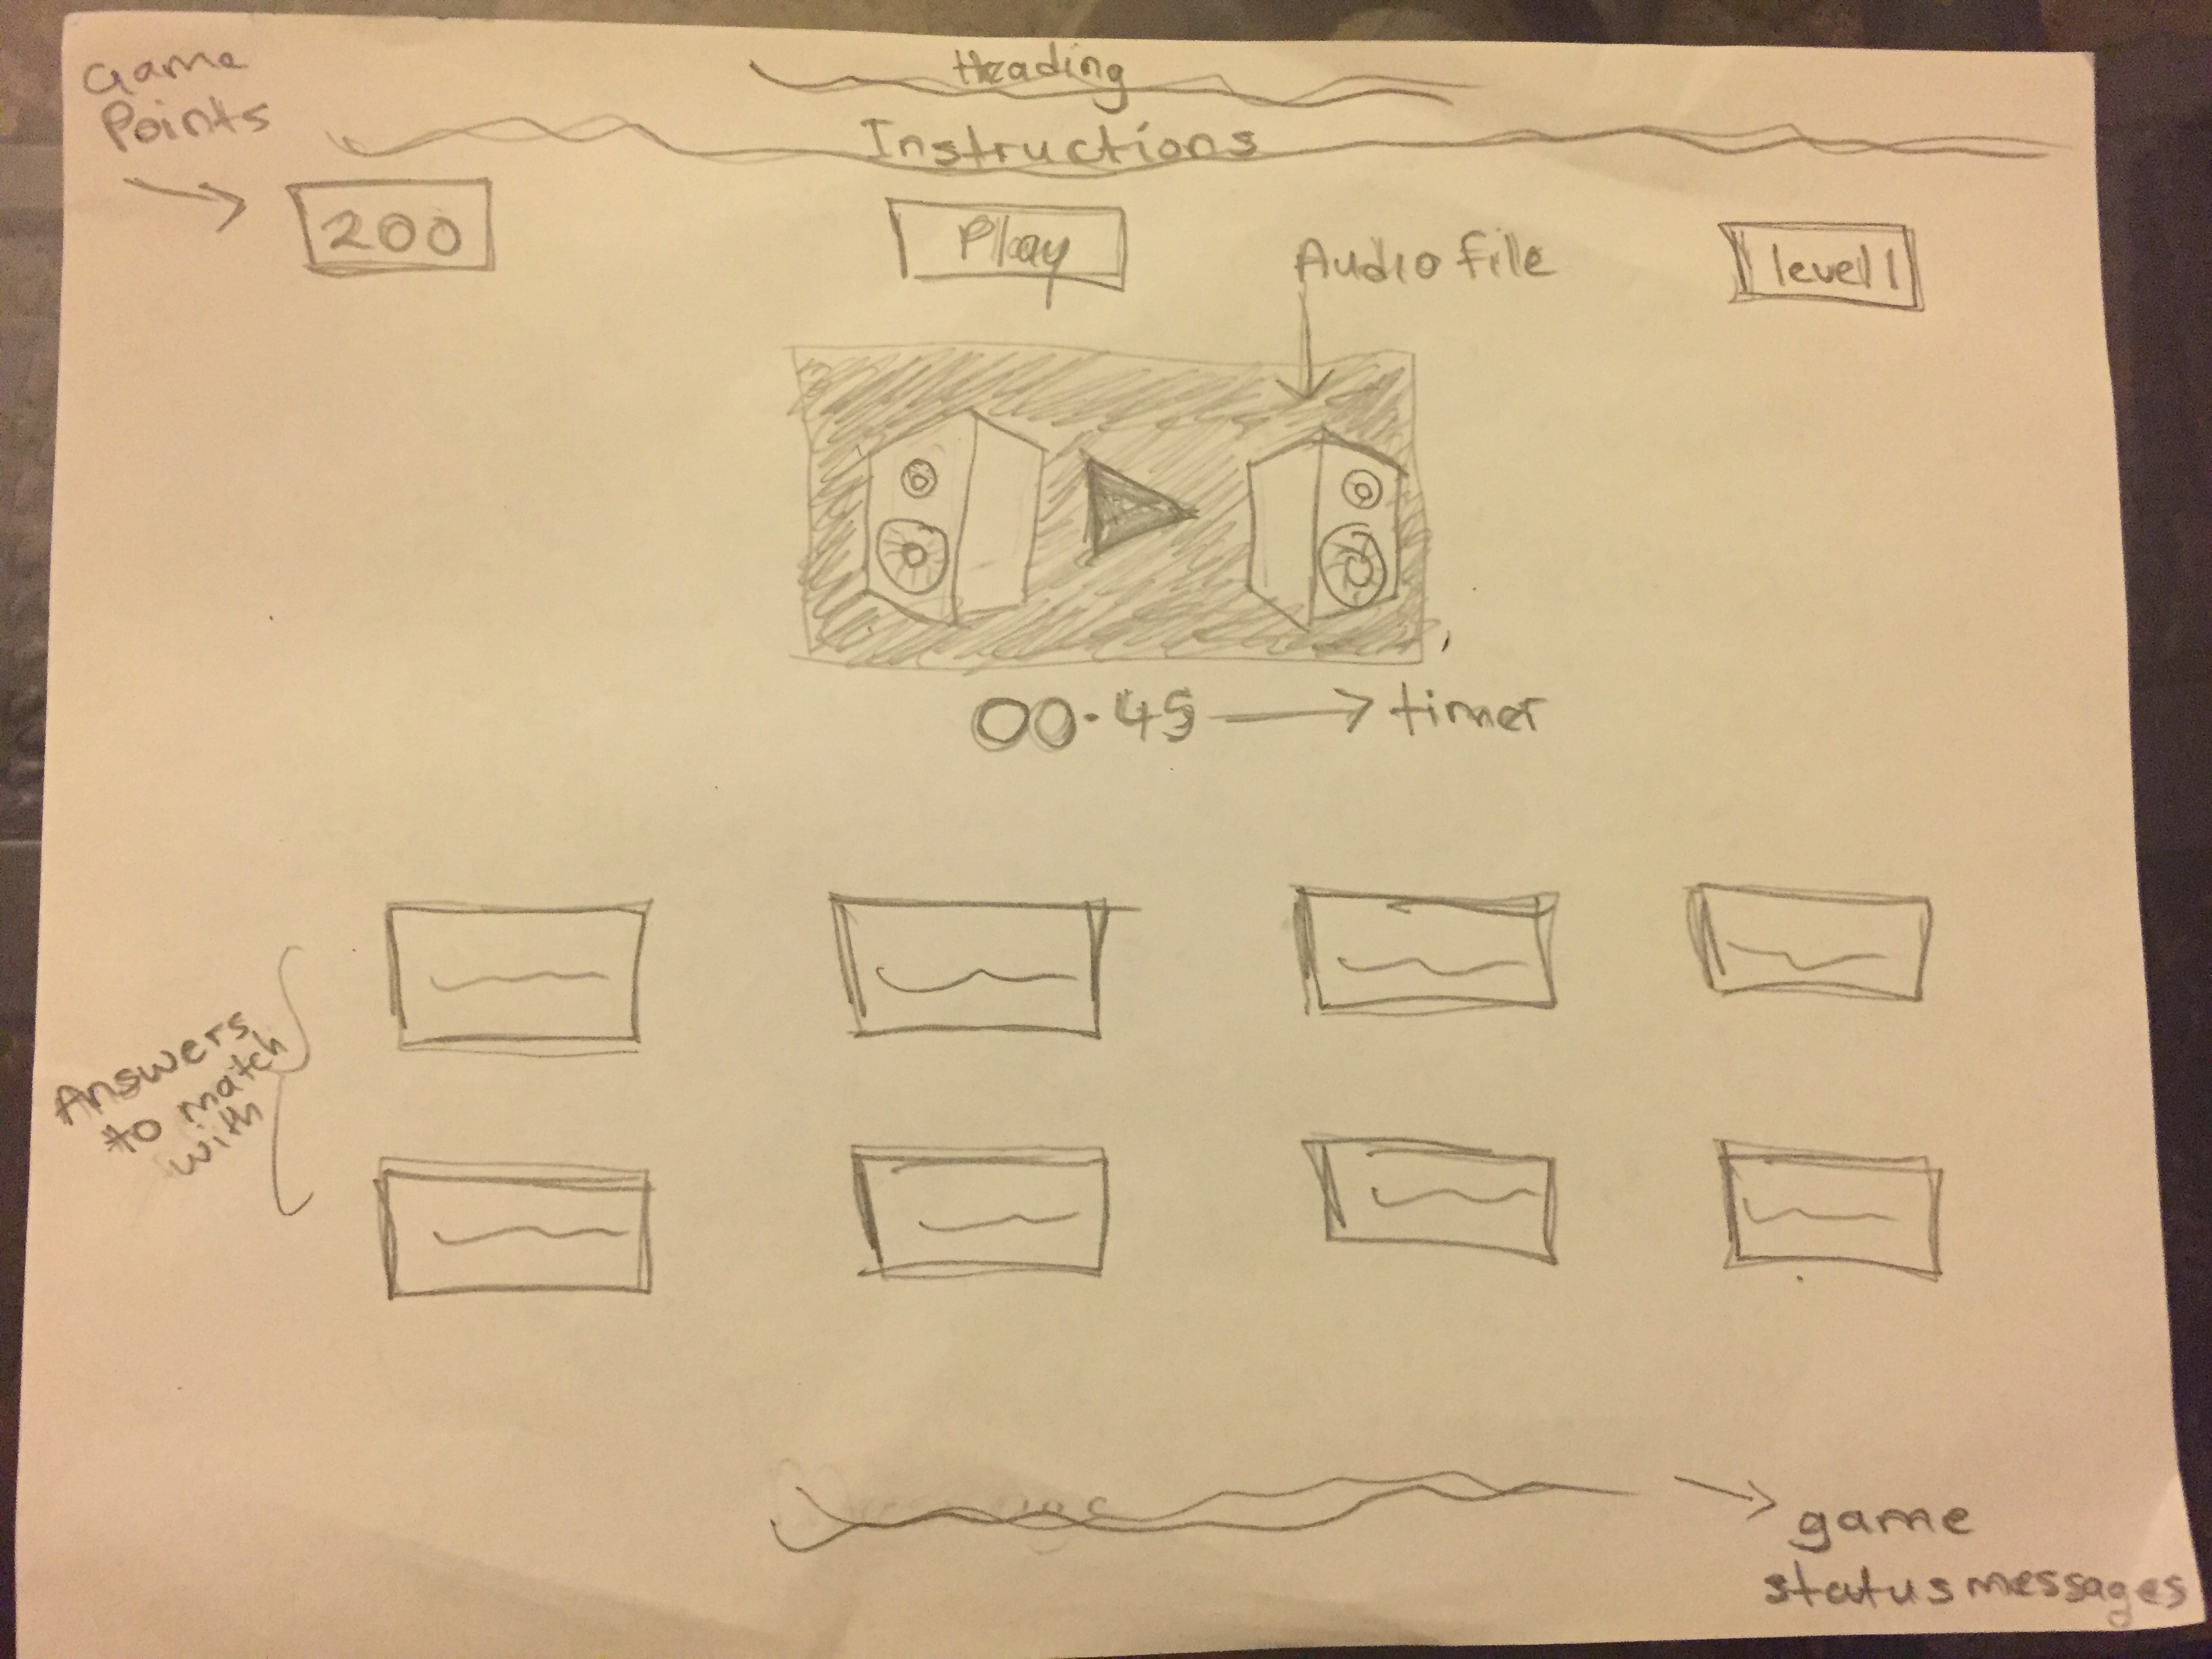 Heading
Game
Points
Instructions
200
Play
Audio file
level 1
00.45
timer
Answers
to match
with
game
status messages